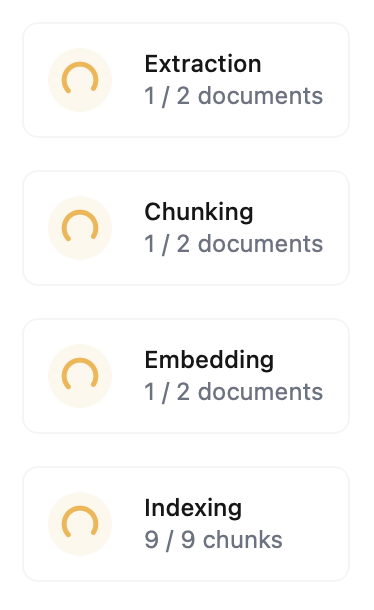 Extraction
1 / 2 documents
Chunking
1 / 2 documents
Embedding
1 / 2 documents
Indexing
9 / 9 chunks